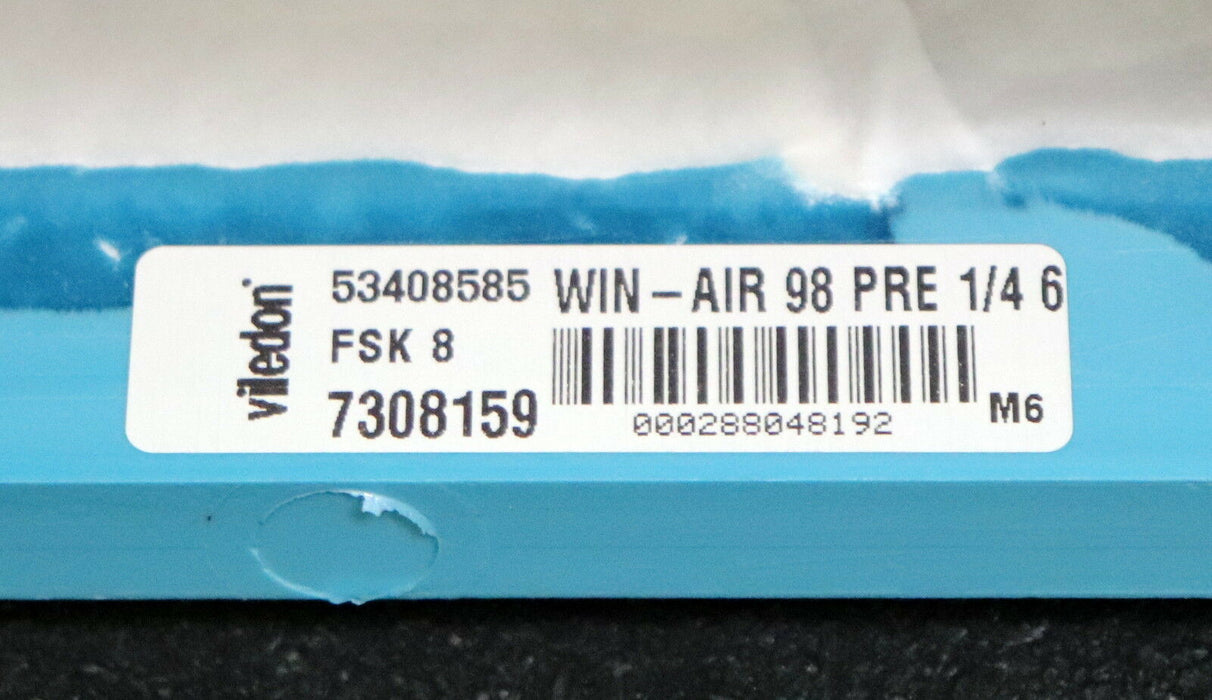 viledon
53408585
FSK 8
7308159
WIN – AIR 98 PRE 1/4 6
000288048192
M6